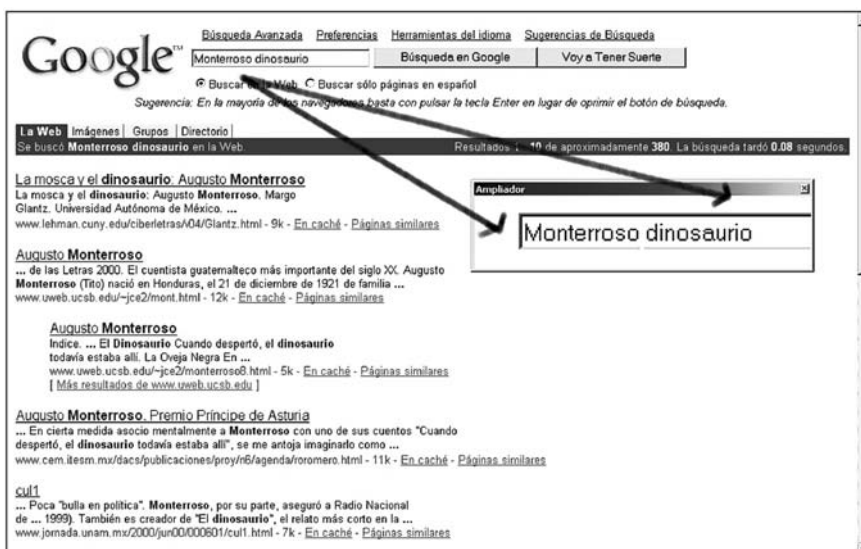 Búsqueda Avanzada Preferencias Herramientas del idioma Sugerencias de Búsqueda
Google™ Monterroso dinosaurio Búsqueda en Google Voy a Tener Suerte
Buscar en la Web Buscar sólo páginas en español
Sugerencia: En la mayoría de los navegadores basta con pulsar la tecla Enter en lugar de oprimir el botón de búsqueda.
La Web Imágenes Grupos Directorio
Se buscó Monterroso dinosaurio en la Web. Resultados 1 - 10 de aproximadamente 380. La búsqueda tardó 0.08 segundos.
La mosca y el dinosaurio: Augusto Monterroso
La mosca y el dinosaurio: Augusto Monterroso. Margo
Glantz. Universidad Autónoma de México. ...
www.lehman.cuny.edu/ciberletras/v04/Glantz.html - 9k - En caché - Páginas similares
Ampliador
Monterroso dinosaurio
Augusto Monterroso
... de las Letras 2000. El cuentista guatemalteco más importante del siglo XX. Augusto
Monterroso (Tito) nació en Honduras, el 21 de diciembre de 1921 de familia ...
www.uweb.ucsb.edu/~jce2/mont.html - 12k - En caché - Páginas similares
Augusto Monterroso
Indice. ... El Dinosaurio Cuando despertó, el dinosaurio
todavía estaba allí. La Oveja Negra En ...
www.uweb.ucsb.edu/~jce2/monterroso8.html - 5k - En caché - Páginas similares
[ Más resultados de www.uweb.ucsb.edu ]
Augusto Monterroso. Premio Príncipe de Asturia
... En cierta medida asocio mentalmente a Monterroso con uno de sus cuentos "Cuando
despertó, el dinosaurio todavía estaba allí", se me antoja imaginarlo como ...
www.cem.itesm.mx/dacs/publicaciones/proy/n6/agenda/roromero.html - 11k - En caché - Páginas similares
cul1
... Poca "bulla en política". Monterroso, por su parte, aseguró a Radio Nacional
de ... 1999). También es creador de "El dinosaurio", el relato más corto en la ...
www.jornada.unam.mx/2000/jun00/000601/cul1.html - 7k - En caché - Páginas similares